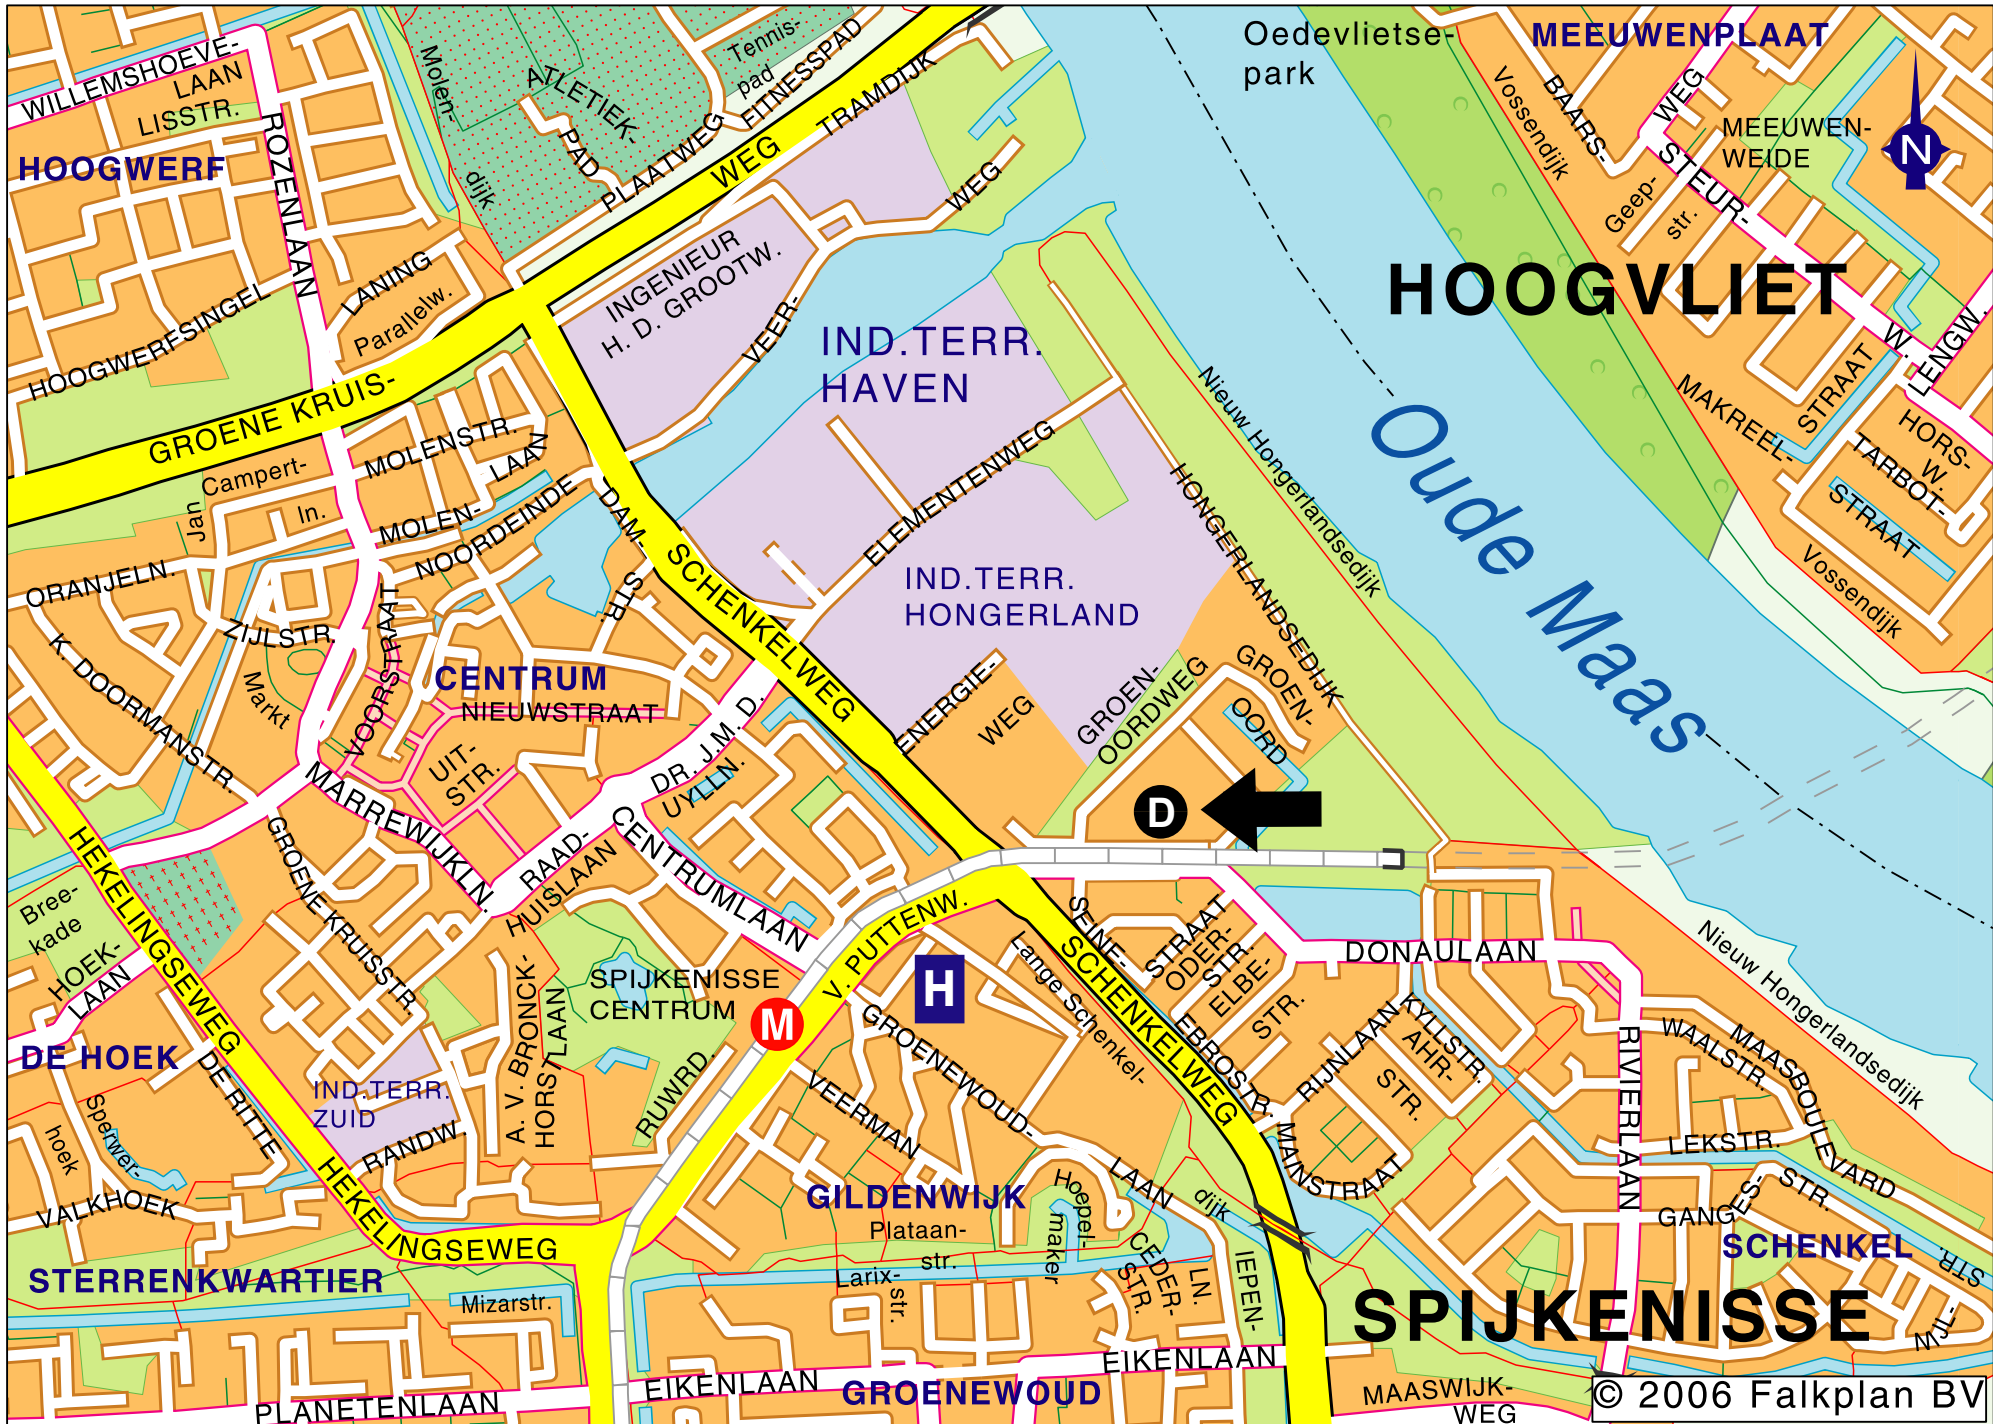 Oedevlietse-
park
MEEUWENPLAAT
WILLEMSHOEVE-
LAAN
LISSTR.
HOOGWERF
ROZENLAAN
Molen-
dijk
ATLETIEK-
PAD
Tennis-
pad
FITNESSPAD
PLAATWEG
TRAMDIJK
WEG
WEG
Vossendijk
BAARS-
WEG
MEEUWEN-
WEIDE
N
STEUR-
W.
Geep-
str.
HOOGVLIET
LENGW.
LANING
Parallelw.
HOOGWERFSINGEL
INGENIEUR
H. D. GROOTW.
VER-
IND.TERR.
HAVEN
Nieuw Hongerlandsedijk
Oude Maas
MAKREEL-
STRAAT
HORS-
W.
TARBOT-
STRAAT
Vossendijk
GROENE KRUIS-
MOLENSTR.
LAAN
Campert-
Jan
ln.
MOLEN-
NOORDEINDE
DAM-
STR.
SCHENKELWEG
ELEMENTENWEG
HONGERLANDSEDIJK
IND.TERR.
HONGERLAND
ORANJELN.
ZIJLSTR.
K. DOORMANSTR.
Markt
VOORSTRAAT
CENTRUM
NIEUWSTRAAT
UIT-
STR.
DR. J.M. D.
UYLLN.
ENERGIE-
WEG
GROEN-
OORDWEG
GROEN-
OORD
D
MARREWIJKLN.
RAAD-
HUISLAAN
CENTRUMLAAN
HEKELINGSEWEG
GROENE KRUISSTR.
Bree-
kade
HOEK-
LAAN
DE HOEK
A. V. BRONCK-
HORSTLAAN
SPIJKENISSE
CENTRUM
M
H
V. PUTTENW.
Lange Schenkel-
dijk
SCHENKELWEG
SEINE-
STRAAT
ODER-
STR.
ELBE-
STR.
EBROSTR.
DONAULAAN
RIJNLAAN
KYLLSTR.
AHR-
STR.
RIVIERLAAN
WAALSTR.
MAASBOULEVARD
Nieuw Hongerlandsedijk
GROENEWOUD-
LAAN
VEERMAN
RUWRD.
IND.TERR.
ZUID
RANDW.
DE RITTE
Sperwer-
hoek
VALKHOEK
HEKELINGSEWEG
STERRENKWARTIER
Mizarstr.
PLANETENLAAN
GILDENWIJK
Plataan-
str.
Larix-
str.
Hoepel-
maker
CEDER-
STR.
IEPEN-
LN.
MAINSTRAAT
LEKSTR.
GANGES-
STR.
SCHENKEL
SPIJKENISSE
NIJL-
STR.
EIKENLAAN
EIKENLAAN
GROENEWOUD
MAASWIJK-
WEG
© 2006 Falkplan BV